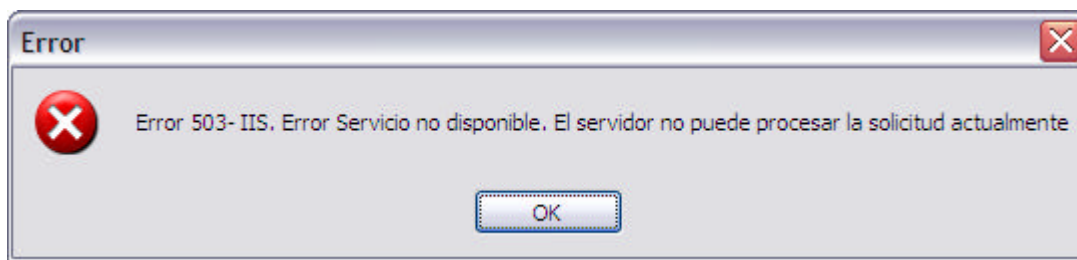 Error
Error 503- IIS. Error Servicio no disponible. El servidor no puede procesar la solicitud actualmente
OK